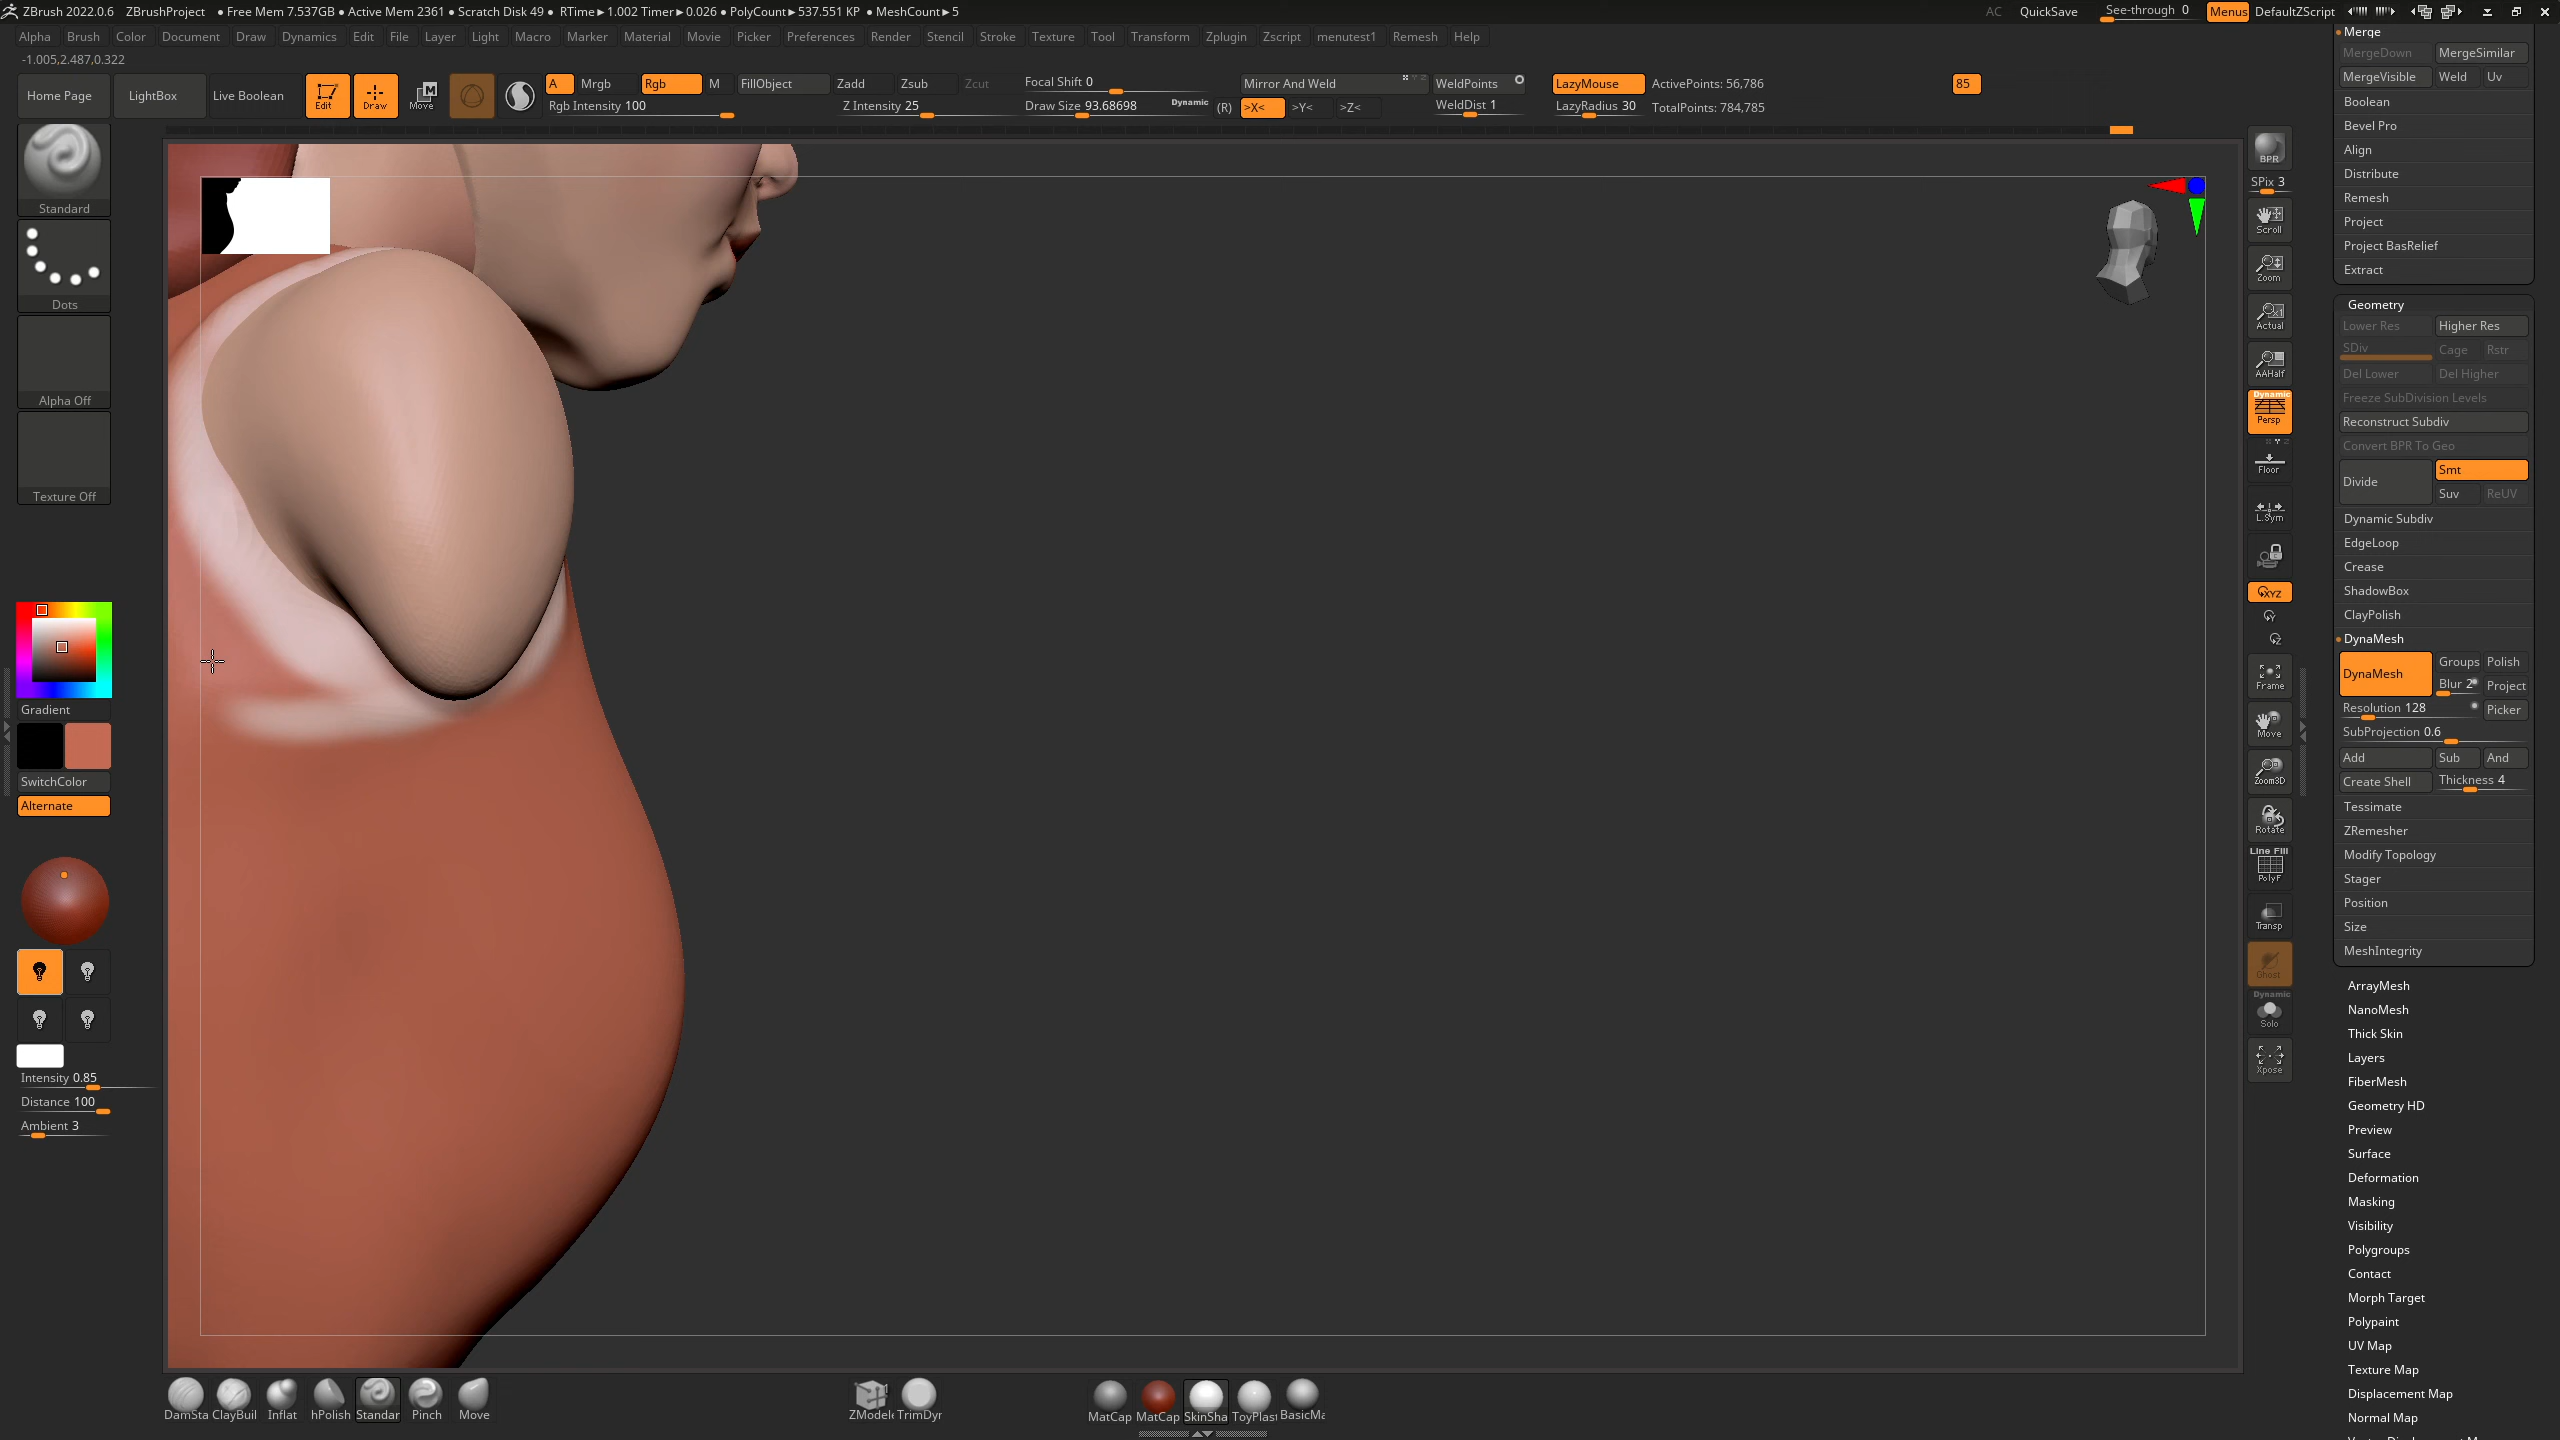 ZBrush 2022.0.6 ZBrushProject ● Free Mem 7.537GB ● Active Mem 2361 ● Scratch Disk 49 ● RTime►1.002 Timer►0.026 ● PolyCount►537.551 KP ● MeshCount►5 AC QuickSave See-through 0 Menus DefaultZScript
Alpha Brush Color Document Draw Dynamics Edit File Layer Light Macro Marker Material Movie Picker Preferences Render Stencil Stroke Texture Tool Transform Zplugin Zscript menutest1 Remesh Help
-1.005,2.487,0.322
Home Page LightBox Live Boolean Edit Draw Move
A Mrgb Rgb M FillObject Zadd Zsub Zcut Focal Shift 0 Mirror And Weld WeldPoints LazyMouse ActivePoints: 56,786 85
Rgb Intensity 100 Z Intensity 25 Draw Size 93.68698 Dynamic (R) >X< >Y< >Z< WeldDist 1 LazyRadius 30 TotalPoints: 784,785
Standard
Dots
Alpha Off
Texture Off
Gradient
SwitchColor
Alternate
Intensity 0.85
Distance 100
Ambient 3
DamSta ClayBuil Inflat hPolish Standar Pinch Move ZModele TrimDyr MatCap MatCap SkinSha ToyPlas BasicMa
BPR
SPix 3
Scroll
Zoom
Actual
AAHalf
Dynamic
Persp
Floor
L.Sym
XYZ
Frame
Move
Zoom3D
Rotate
Line Fill
PolyF
Transp
Ghost
Dynamic
Solo
Xpose
Merge
MergeDown MergeSimilar
MergeVisible Weld Uv
Boolean
Bevel Pro
Align
Distribute
Remesh
Project
Project BasRelief
Extract
Geometry
Lower Res Higher Res
SDiv Cage Rstr
Del Lower Del Higher
Freeze SubDivision Levels
Reconstruct Subdiv
Convert BPR To Geo
Divide Smt
Suv ReUV
Dynamic Subdiv
EdgeLoop
Crease
ShadowBox
ClayPolish
DynaMesh
DynaMesh Groups Polish
Blur 2 Project
Resolution 128 Picker
SubProjection 0.6
Add Sub And
Create Shell Thickness 4
Tessimate
ZRemesher
Modify Topology
Stager
Position
Size
MeshIntegrity
ArrayMesh
NanoMesh
Thick Skin
Layers
FiberMesh
Geometry HD
Preview
Surface
Deformation
Masking
Visibility
Polygroups
Contact
Morph Target
Polypaint
UV Map
Texture Map
Displacement Map
Normal Map